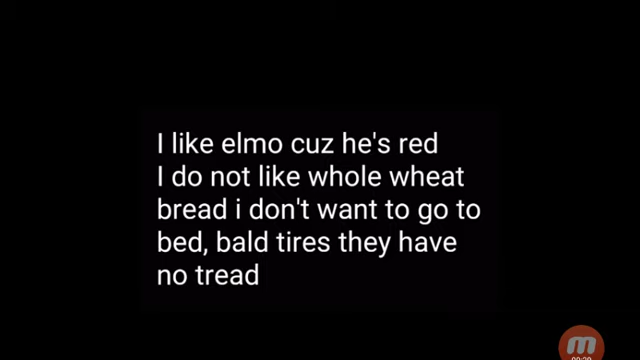 I like elmo cuz he's red
I do not like whole wheat
bread i don't want to go to
bed, bald tires they have
no tread